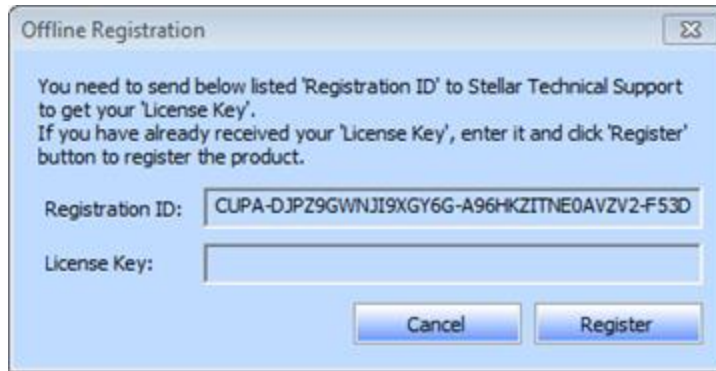 Offline Registration
You need to send below listed 'Registration ID' to Stellar Technical Support
to get your 'License Key'.
If you have already received your 'License Key', enter it and click 'Register'
button to register the product.
Registration ID: CUPA-DJPZ9GWNJI9XGY6G-A96HKZITNE0AVZV2-F53D
License Key:
Cancel Register